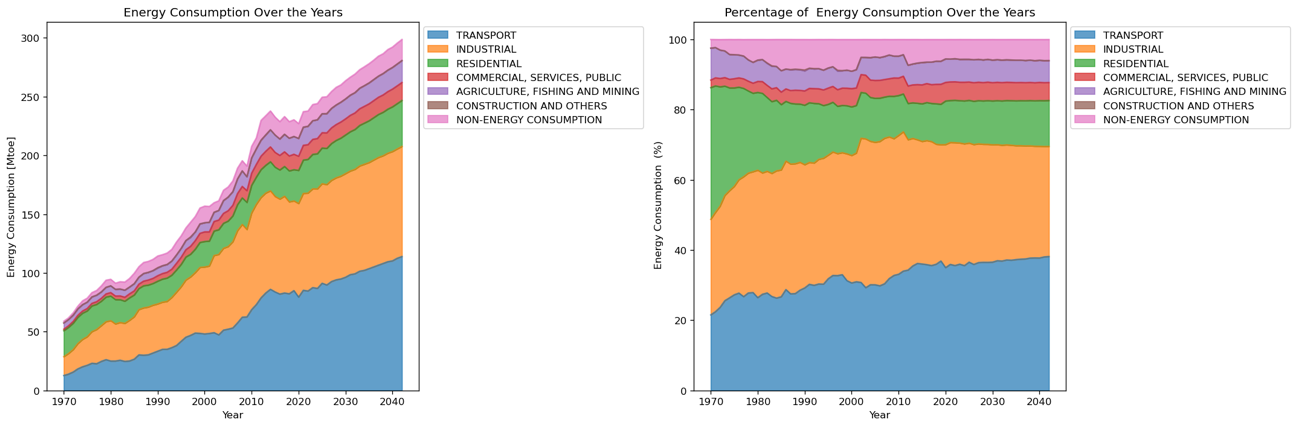 Energy Consumption Over the Years
Energy Consumption [Mtoe]
300
250
200
150
100
50
0
1970 1980 1990 2000 2010 2020 2030 2040
Year
TRANSPORT
INDUSTRIAL
RESIDENTIAL
COMMERCIAL, SERVICES, PUBLIC
AGRICULTURE, FISHING AND MINING
CONSTRUCTION AND OTHERS
NON-ENERGY CONSUMPTION
Percentage of  Energy Consumption Over the Years
Energy Consumption  (%)
100
80
60
40
20
0
1970 1980 1990 2000 2010 2020 2030 2040
Year
TRANSPORT
INDUSTRIAL
RESIDENTIAL
COMMERCIAL, SERVICES, PUBLIC
AGRICULTURE, FISHING AND MINING
CONSTRUCTION AND OTHERS
NON-ENERGY CONSUMPTION